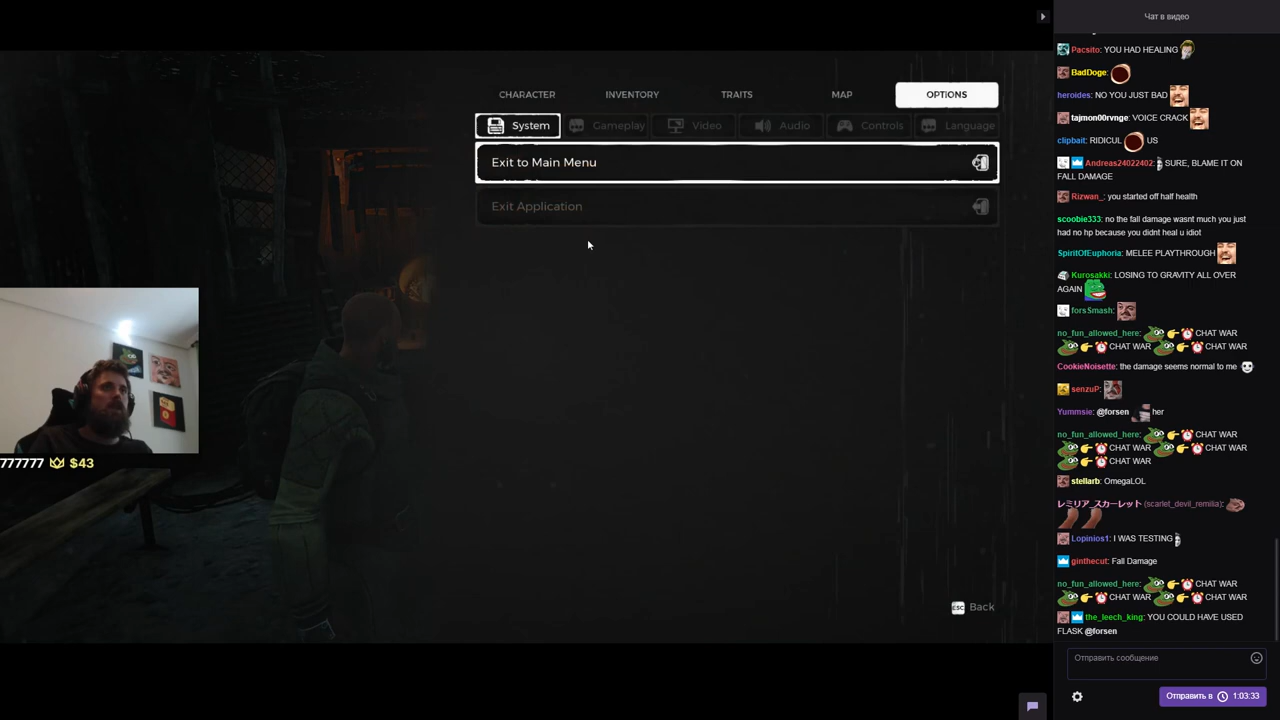 CHARACTER INVENTORY TRAITS MAP OPTIONS
System Gameplay Video Audio Controls Language
Exit to Main Menu
Exit Application
ESC Back
777777 $43
Чат в видео
Pacsito: YOU HAD HEALING
BadDoge:
heroides: NO YOU JUST BAD
tajmon00rvnge: VOICE CRACK
clipbait: RIDICUL US
Andreas24022402: SURE, BLAME IT ON
FALL DAMAGE
Rizwan_: you started off half health
scoobie333: no the fall damage wasnt much you just
had no hp because you didnt heal u idiot
SpiritOfEuphoria: MELEE PLAYTHROUGH
Kurosakki: LOSING TO GRAVITY ALL OVER
AGAIN
forsSmash:
no_fun_allowed_here: CHAT WAR
CHAT WAR CHAT WAR
CookieNoisette: the damage seems normal to me
senzuP:
Yummsie: @forsen her
no_fun_allowed_here: CHAT WAR
CHAT WAR CHAT WAR
CHAT WAR
stellarb: OmegaLOL
レミリア_スカーレット (scarlet_devil_remilia):
Lopinios1: I WAS TESTING
ginthecut: Fall Damage
no_fun_allowed_here: CHAT WAR
CHAT WAR CHAT WAR
the_leech_king: YOU COULD HAVE USED
FLASK @forsen
Отправить сообщение
Отправить в 1:03:33